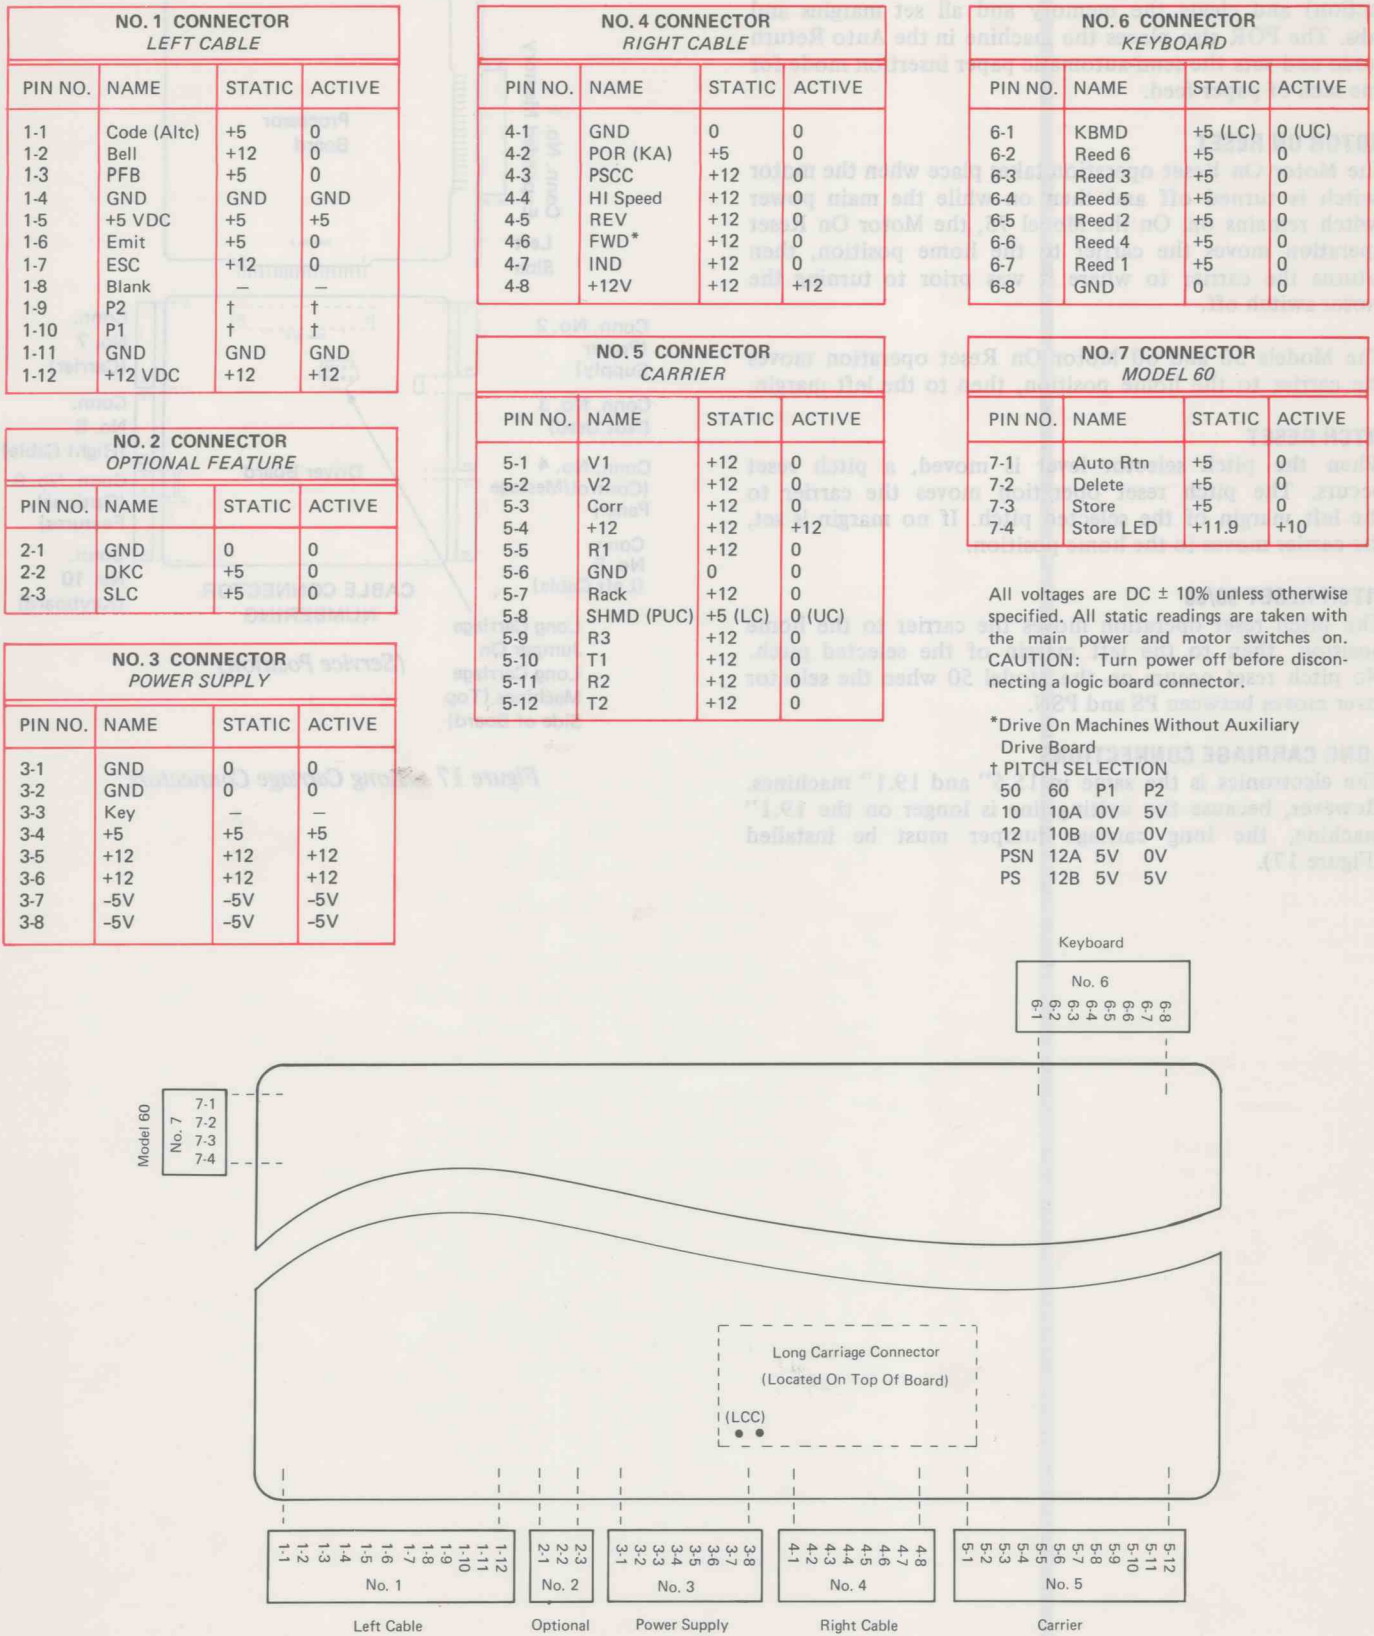 NO. 1 CONNECTOR
LEFT CABLE
PIN NO. NAME STATIC ACTIVE
1-1 Code (Altc) +5 0
1-2 Bell +12 0
1-3 PFB +5 0
1-4 GND GND GND
1-5 +5 VDC +5 +5
1-6 Emit +5 0
1-7 ESC +12 0
1-8 Blank — —
1-9 P2 † †
1-10 P1 † †
1-11 GND GND GND
1-12 +12 VDC +12 +12
NO. 2 CONNECTOR
OPTIONAL FEATURE
PIN NO. NAME STATIC ACTIVE
2-1 GND 0 0
2-2 DKC +5 0
2-3 SLC +5 0
NO. 3 CONNECTOR
POWER SUPPLY
PIN NO. NAME STATIC ACTIVE
3-1 GND 0 0
3-2 GND 0 0
3-3 Key — —
3-4 +5 +5 +5
3-5 +12 +12 +12
3-6 +12 +12 +12
3-7 –5V –5V –5V
3-8 –5V –5V –5V
NO. 4 CONNECTOR
RIGHT CABLE
PIN NO. NAME STATIC ACTIVE
4-1 GND 0 0
4-2 POR (KA) +5 0
4-3 PSCC +12 0
4-4 HI Speed +12 0
4-5 REV +12 0
4-6 FWD* +12 0
4-7 IND +12 0
4-8 +12V +12 +12
NO. 5 CONNECTOR
CARRIER
PIN NO. NAME STATIC ACTIVE
5-1 V1 +12 0
5-2 V2 +12 0
5-3 Corr +12 0
5-4 +12 +12 +12
5-5 R1 +12 0
5-6 GND 0 0
5-7 Rack +12 0
5-8 SHMD (PUC) +5 (LC) 0 (UC)
5-9 R3 +12 0
5-10 T1 +12 0
5-11 R2 +12 0
5-12 T2 +12 0
NO. 6 CONNECTOR
KEYBOARD
PIN NO. NAME STATIC ACTIVE
6-1 KBMD +5 (LC) 0 (UC)
6-2 Reed 6 +5 0
6-3 Reed 3 +5 0
6-4 Reed 5 +5 0
6-5 Reed 2 +5 0
6-6 Reed 4 +5 0
6-7 Reed 1 +5 0
6-8 GND 0 0
NO. 7 CONNECTOR
MODEL 60
PIN NO. NAME STATIC ACTIVE
7-1 Auto Rtn +5 0
7-2 Delete +5 0
7-3 Store +5 0
7-4 Store LED +11.9 +10
All voltages are DC ± 10% unless otherwise
specified. All static readings are taken with
the main power and motor switches on.
CAUTION: Turn power off before discon-
necting a logic board connector.
*Drive On Machines Without Auxiliary
Drive Board
† PITCH SELECTION
50 60 P1 P2
10 10A 0V 5V
12 10B 0V 0V
PSN 12A 5V 0V
PS 12B 5V 5V
Keyboard
No. 6
6-1 6-2 6-3 6-4 6-5 6-6 6-7 6-8
Model 60
No. 7
7-1
7-2
7-3
7-4
Long Carriage Connector
(Located On Top Of Board)
(LCC)
1-1 1-2 1-3 1-4 1-5 1-6 1-7 1-8 1-9 1-10 1-11 1-12
No. 1
Left Cable
2-1 2-2 2-3
No. 2
Optional
3-1 3-2 3-3 3-4 3-5 3-6 3-7 3-8
No. 3
Power Supply
4-1 4-2 4-3 4-4 4-5 4-6 4-7 4-8
No. 4
Right Cable
5-1 5-2 5-3 5-4 5-5 5-6 5-7 5-8 5-9 5-10 5-11 5-12
No. 5
Carrier